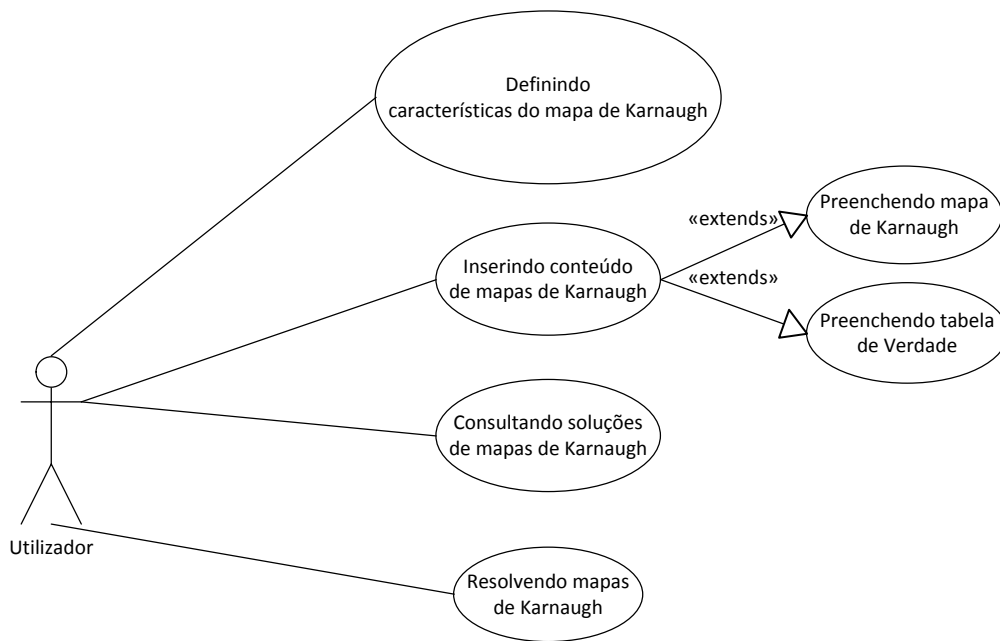 Definindo
características do mapa de Karnaugh
Preenchendo mapa
de Karnaugh
«extends»
Inserindo conteúdo
de mapas de Karnaugh
«extends»
Preenchendo tabela
de Verdade
Consultando soluções
de mapas de Karnaugh
Utilizador
Resolvendo mapas
de Karnaugh